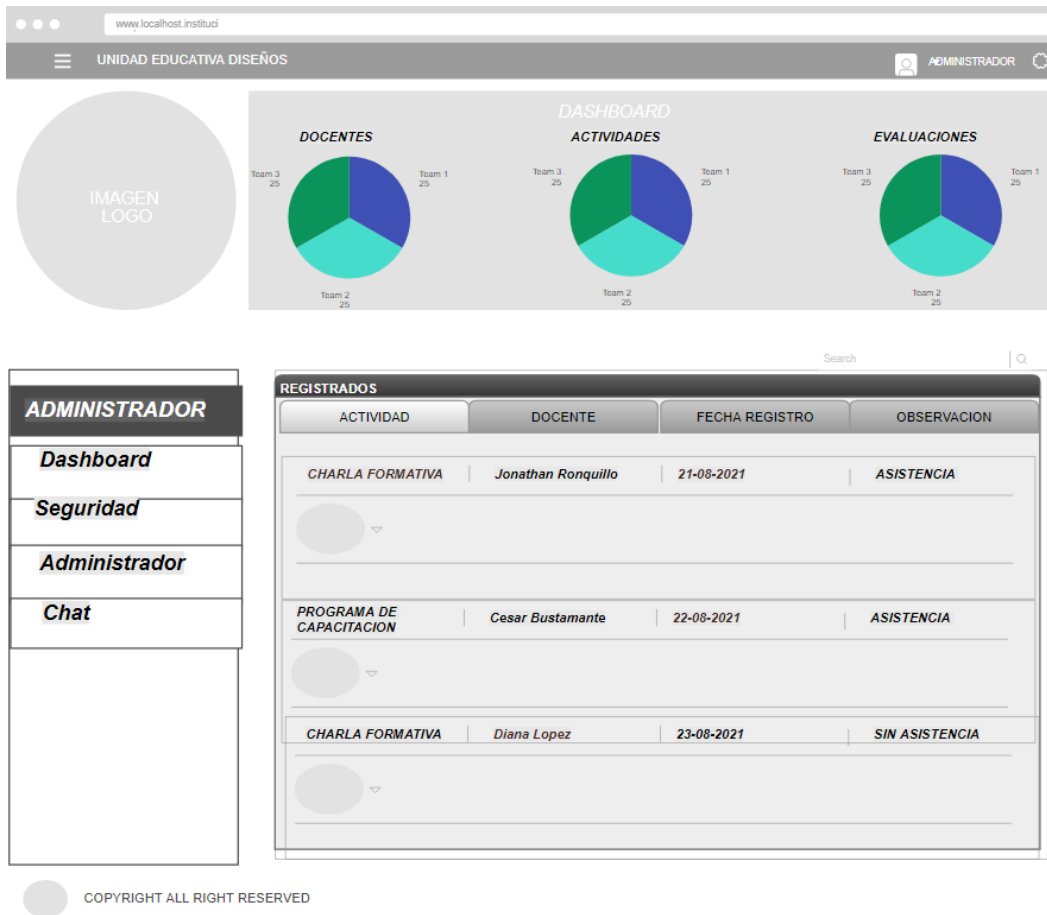 www.localhost.instituci
UNIDAD EDUCATIVA DISEÑOS
ADMINISTRADOR
IMAGEN
LOGO
DASHBOARD
DOCENTES
Team 3
25
Team 1
25
Team 2
25
ACTIVIDADES
Team 3
25
Team 1
25
Team 2
25
EVALUACIONES
Team 3
25
Team 1
25
Team 2
25
Search
ADMINISTRADOR
Dashboard
Seguridad
Administrador
Chat
REGISTRADOS
ACTIVIDAD DOCENTE FECHA REGISTRO OBSERVACION
CHARLA FORMATIVA Jonathan Ronquillo 21-08-2021 ASISTENCIA
PROGRAMA DE
CAPACITACION Cesar Bustamante 22-08-2021 ASISTENCIA
CHARLA FORMATIVA Diana Lopez 23-08-2021 SIN ASISTENCIA
COPYRIGHT ALL RIGHT RESERVED